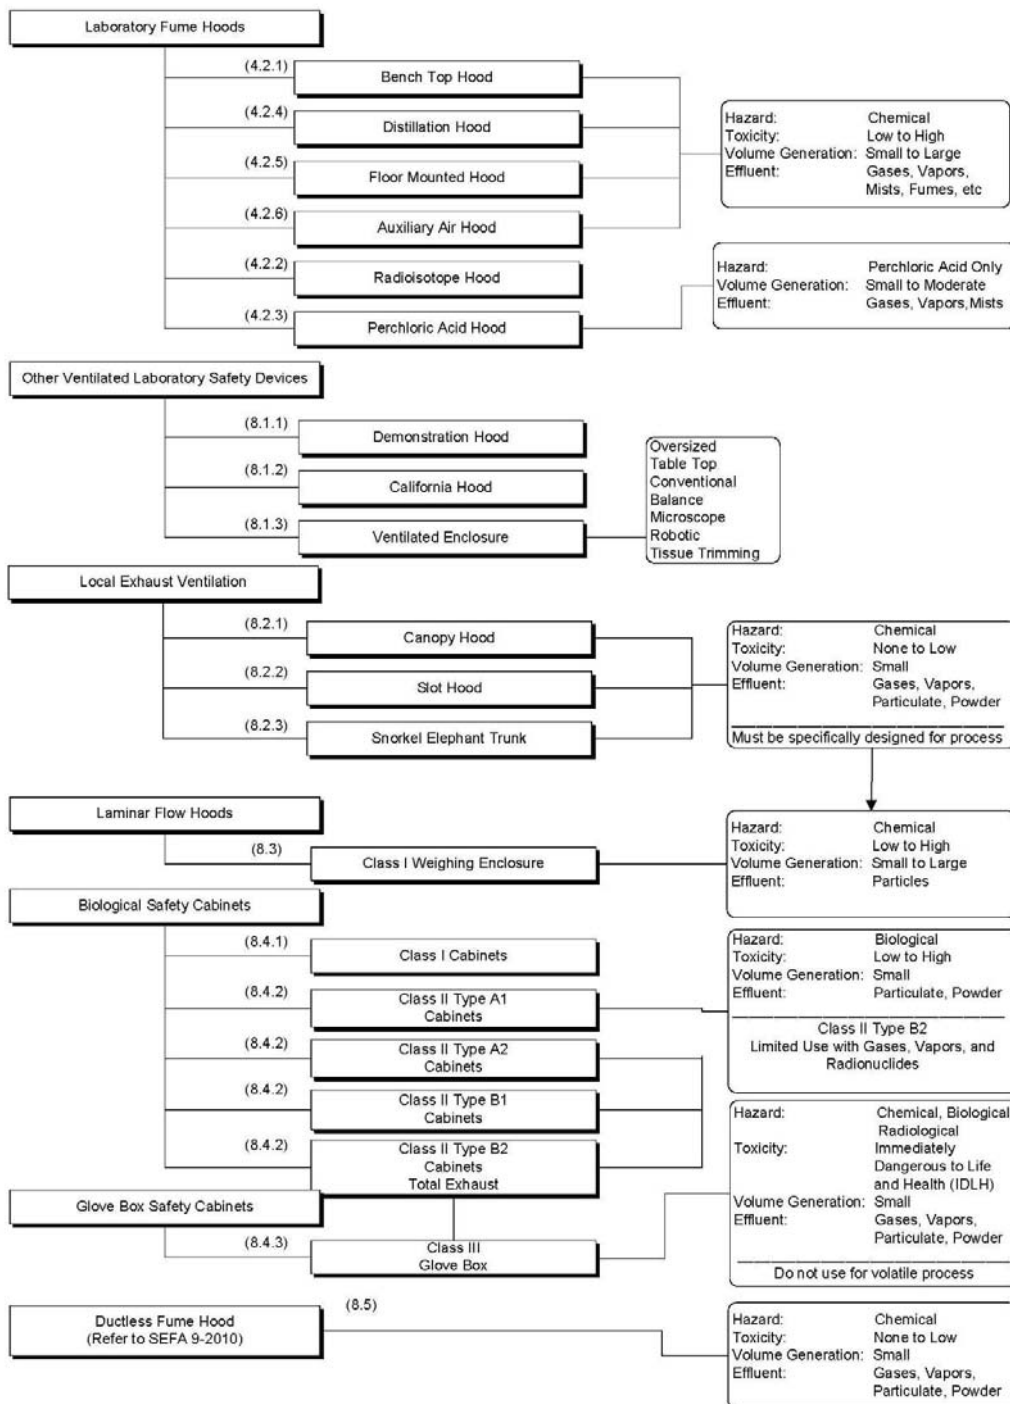 Laboratory Fume Hoods
(4.2.1)
Bench Top Hood
(4.2.4)
Distillation Hood
(4.2.5)
Floor Mounted Hood
(4.2.6)
Auxiliary Air Hood
(4.2.2)
Radioisotope Hood
(4.2.3)
Perchloric Acid Hood
Hazard: Chemical
Toxicity: Low to High
Volume Generation: Small to Large
Effluent: Gases, Vapors,
Mists, Fumes, etc
Hazard: Perchloric Acid Only
Volume Generation: Small to Moderate
Effluent: Gases, Vapors,Mists
Other Ventilated Laboratory Safety Devices
(8.1.1)
Demonstration Hood
(8.1.2)
California Hood
(8.1.3)
Ventilated Enclosure
Oversized
Table Top
Conventional
Balance
Microscope
Robotic
Tissue Trimming
Local Exhaust Ventilation
(8.2.1)
Canopy Hood
(8.2.2)
Slot Hood
(8.2.3)
Snorkel Elephant Trunk
Hazard: Chemical
Toxicity: None to Low
Volume Generation: Small
Effluent: Gases, Vapors,
Particulate, Powder
Must be specifically designed for process
Laminar Flow Hoods
(8.3)
Class I Weighing Enclosure
Hazard: Chemical
Toxicity: Low to High
Volume Generation: Small to Large
Effluent: Particles
Biological Safety Cabinets
(8.4.1)
Class I Cabinets
(8.4.2)
Class II Type A1
Cabinets
(8.4.2)
Class II Type A2
Cabinets
(8.4.2)
Class II Type B1
Cabinets
(8.4.2)
Class II Type B2
Cabinets
Total Exhaust
Hazard: Biological
Toxicity: Low to High
Volume Generation: Small
Effluent: Particulate, Powder
Class II Type B2
Limited Use with Gases, Vapors, and
Radionuclides
Glove Box Safety Cabinets
(8.4.3)
Class III
Glove Box
Hazard: Chemical, Biological
Radiological
Toxicity: Immediately
Dangerous to Life
and Health (IDLH)
Volume Generation: Small
Effluent: Gases, Vapors,
Particulate, Powder
Do not use for volatile process
Ductless Fume Hood
(Refer to SEFA 9-2010)
(8.5)
Hazard: Chemical
Toxicity: None to Low
Volume Generation: Small
Effluent: Gases, Vapors,
Particulate, Powder